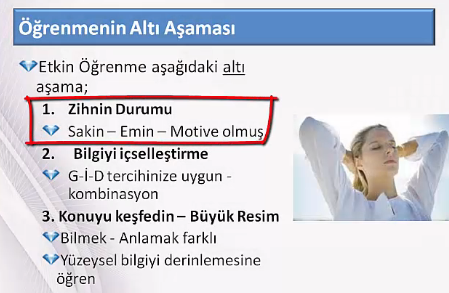 Öğrenmenin Altı Aşaması
Etkin Öğrenme aşağıdaki altı
aşama;
1. Zihnin Durumu
Sakin – Emin – Motive olmuş
2. Bilgiyi içselleştirme
G-İ-D tercihinize uygun -
kombinasyon
3. Konuyu keşfedin – Büyük Resim
Bilmek - Anlamak farklı
Yüzeysel bilgiyi derinlemesine
öğren